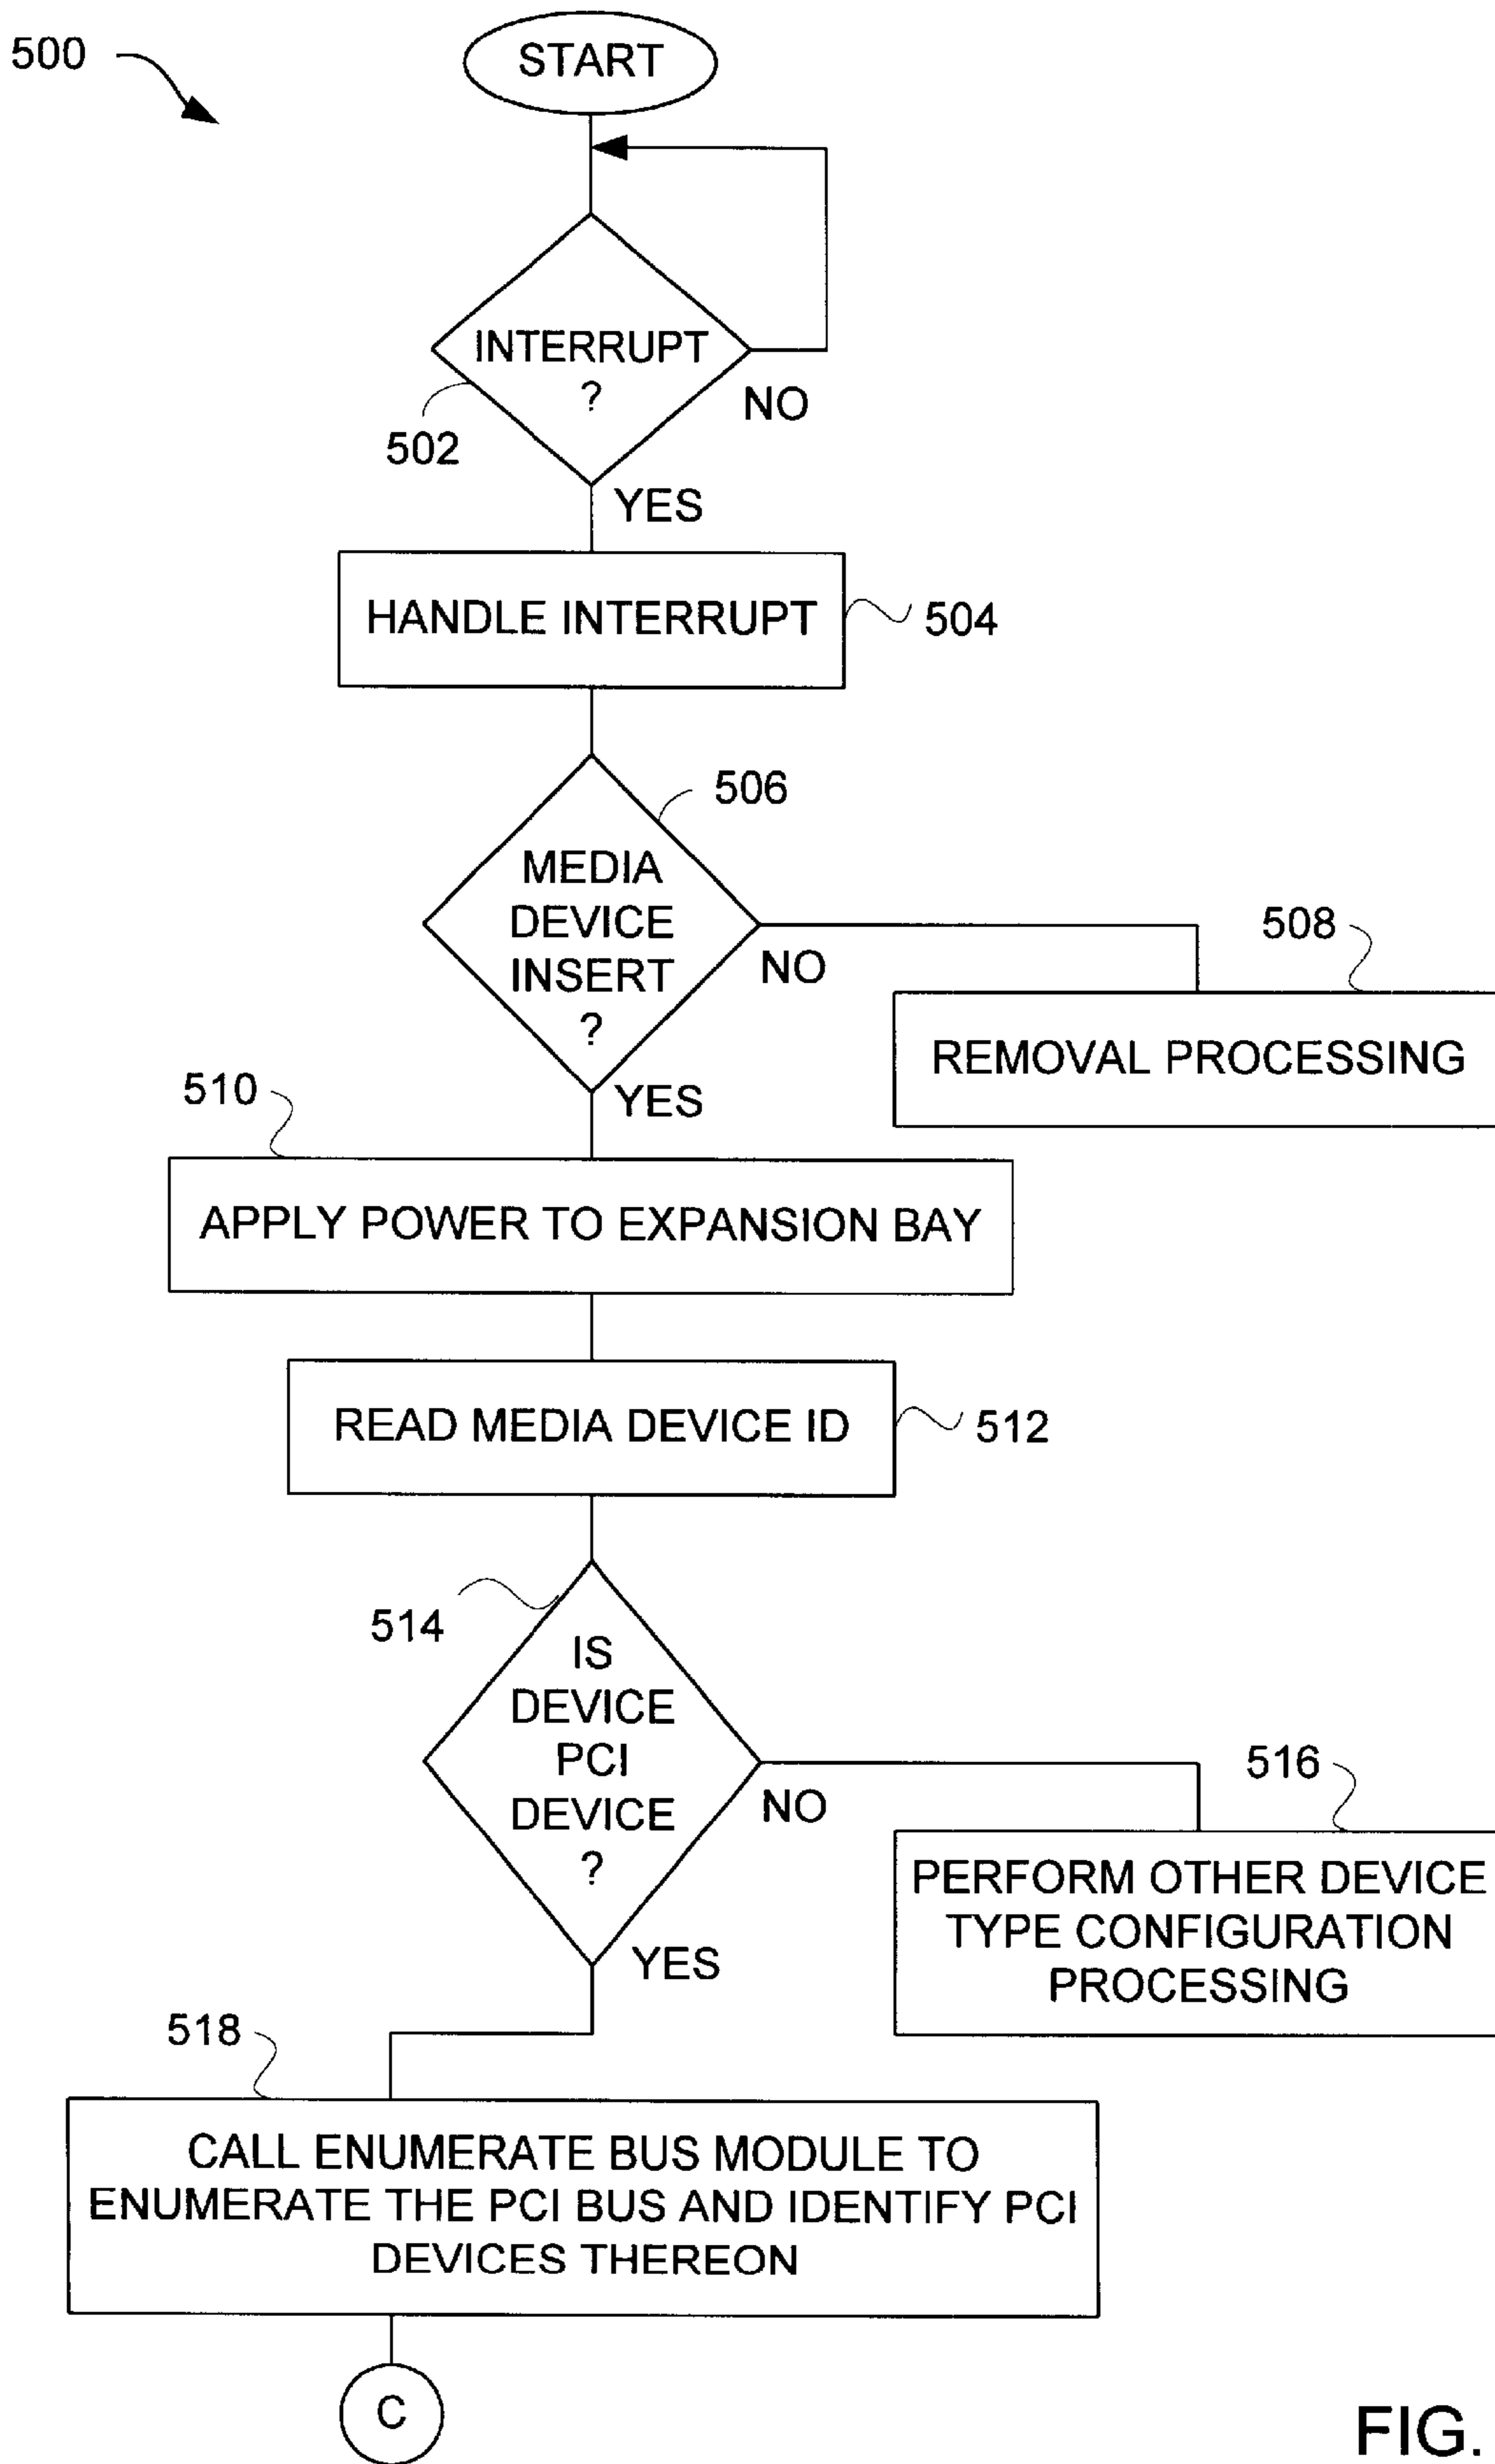 500
START
INTERRUPT
?
NO
502
YES
HANDLE INTERRUPT
504
506
MEDIA
DEVICE
INSERT
?
NO
508
REMOVAL PROCESSING
YES
510
APPLY POWER TO EXPANSION BAY
READ MEDIA DEVICE ID
512
514
IS
DEVICE
PCI
DEVICE
?
NO
516
PERFORM OTHER DEVICE
TYPE CONFIGURATION
PROCESSING
YES
518
CALL ENUMERATE BUS MODULE TO
ENUMERATE THE PCI BUS AND IDENTIFY PCI
DEVICES THEREON
C
FIG.